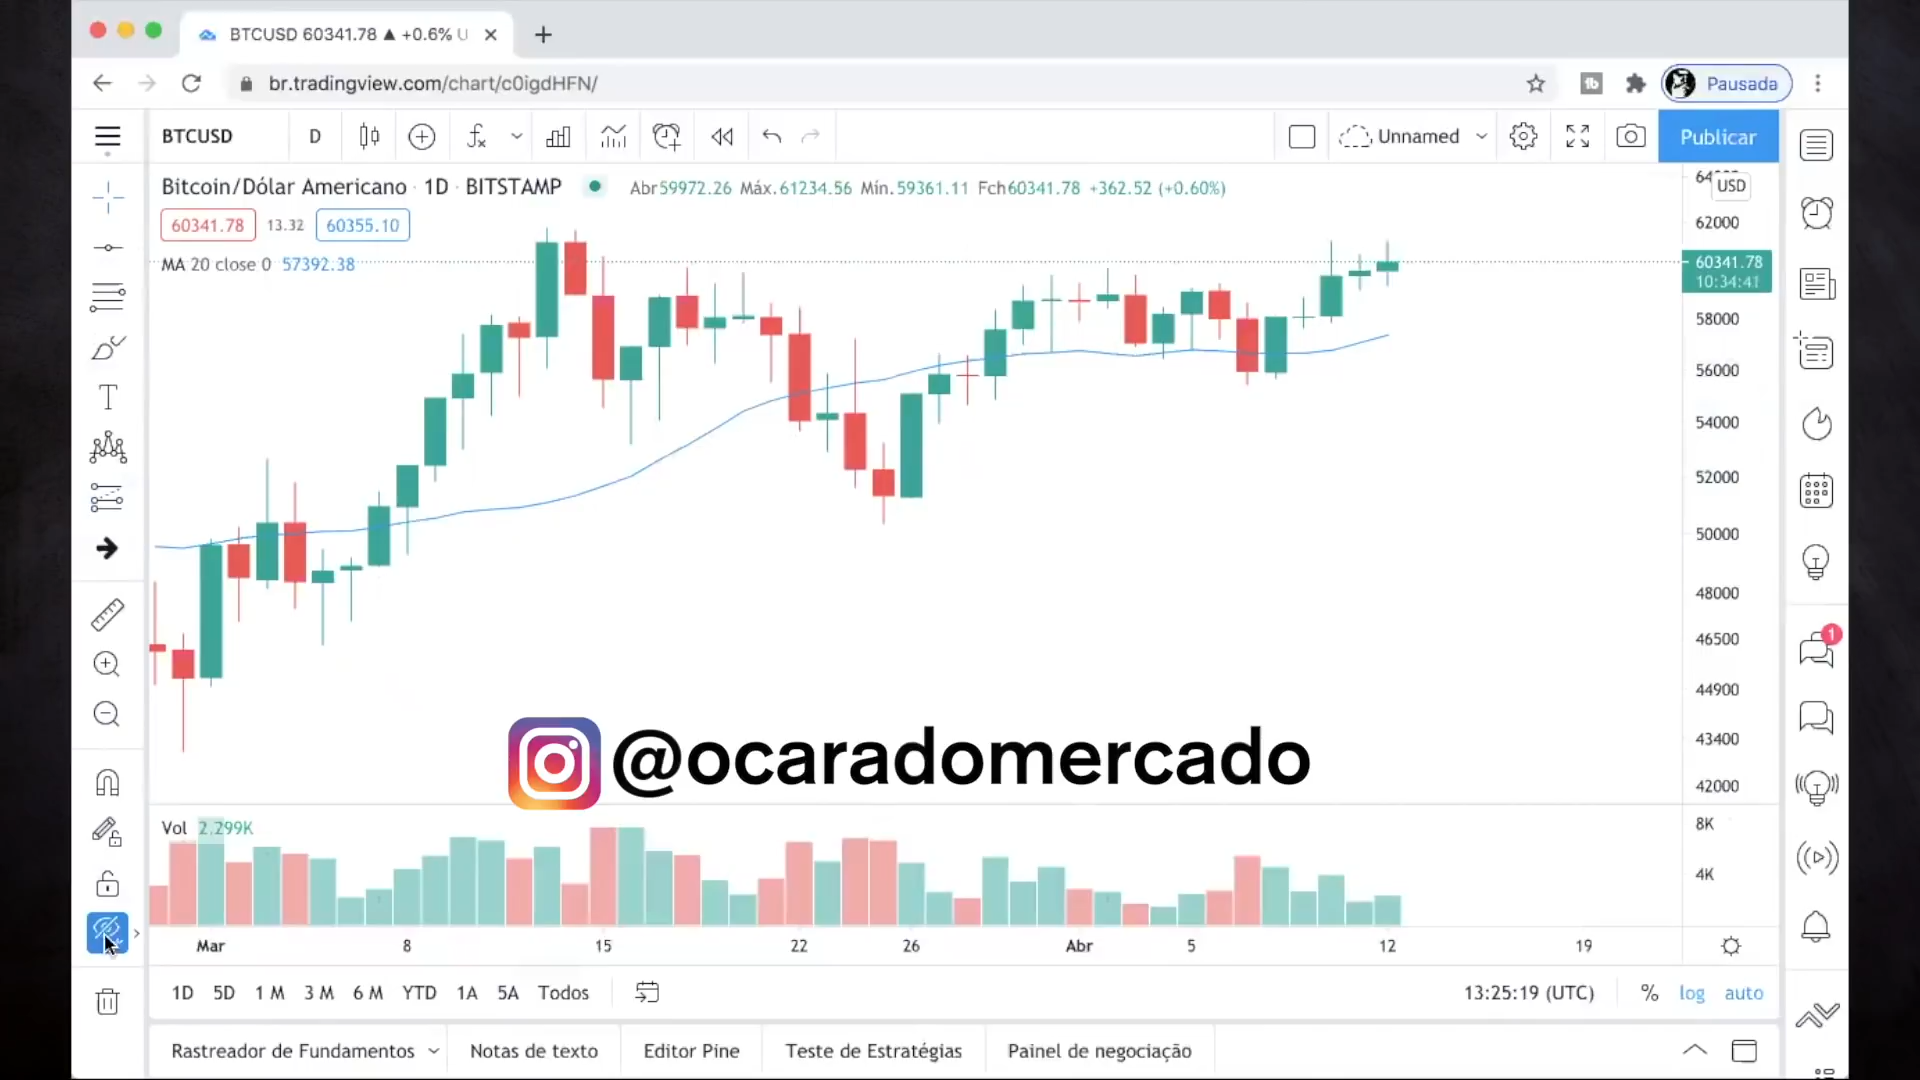 BTCUSD 60341.78 ▲ +0.6% U
br.tradingview.com/chart/c0igdHFN/
Pausada
BTCUSD D
Unnamed
Publicar
Bitcoin/Dólar Americano · 1D · BITSTAMP
Abr59972.26 Máx.61234.56 Mín.59361.11 Fch60341.78 +362.52 (+0.60%)
60341.78 13.32 60355.10
MA 20 close 0 57392.38
USD
62000
60341.78
10:34:41
58000
56000
54000
52000
50000
48000
46500
44900
43400
42000
1
@ocaradomercado
Vol 2.299K
8K
4K
Mar 8 15 22 26 Abr 5 12 19
1D 5D 1 M 3 M 6 M YTD 1A 5A Todos
13:25:19 (UTC) % log auto
Rastreador de Fundamentos Notas de texto Editor Pine Teste de Estratégias Painel de negociação